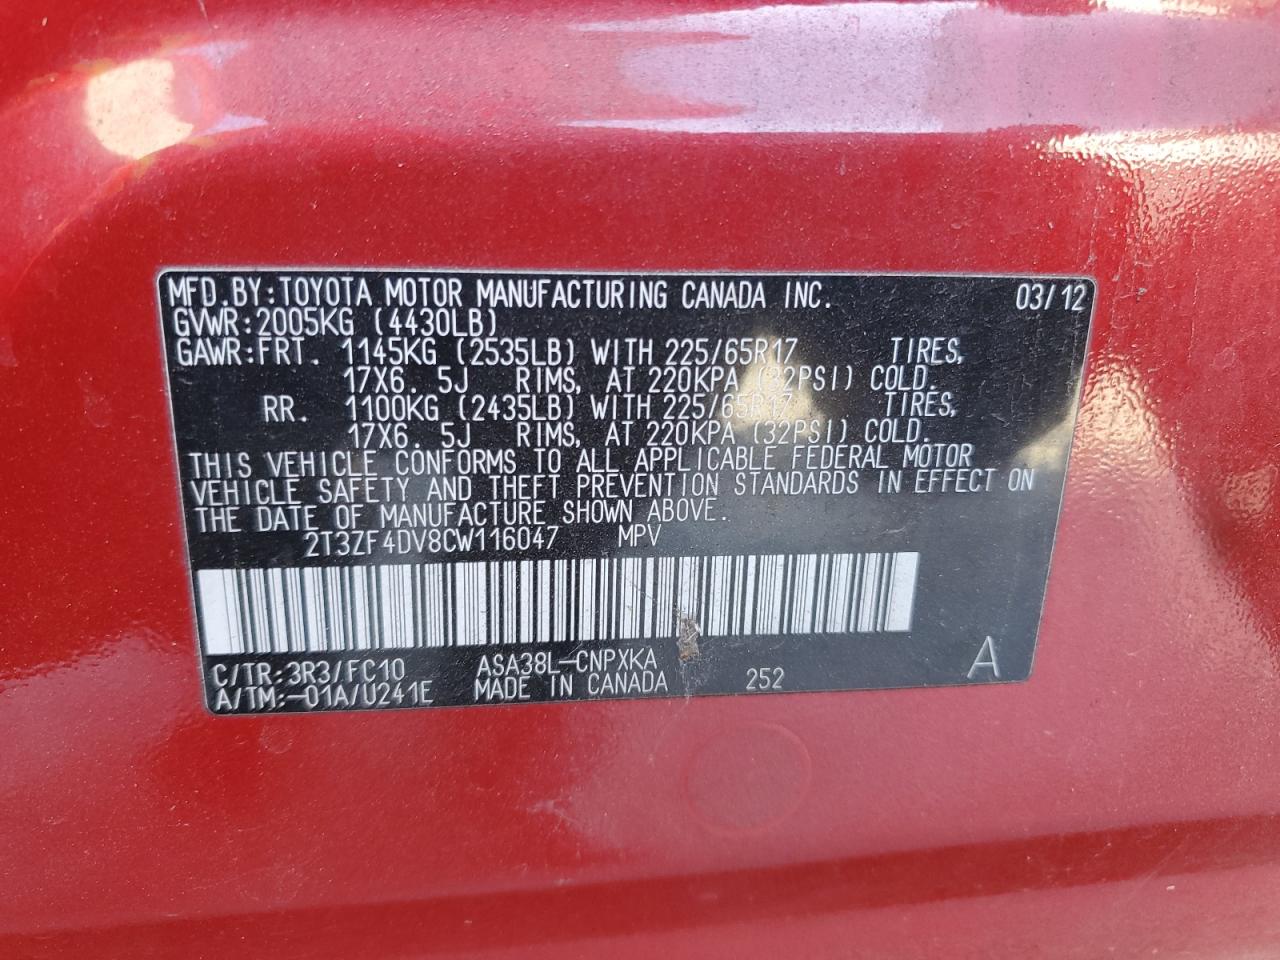 MFD.BY:TOYOTA MOTOR MANUFACTURING CANADA INC. 03/12
GVWR:2005KG (4430LB)
GAWR:FRT. 1145KG (2535LB) WITH 225/65R17 TIRES,
17X6.5J RIMS, AT 220KPA (32PSI) COLD.
RR. 1100KG (2435LB) WITH 225/65R17 TIRES,
17X6.5J RIMS, AT 220KPA (32PSI) COLD.
THIS VEHICLE CONFORMS TO ALL APPLICABLE FEDERAL MOTOR
VEHICLE SAFETY AND THEFT PREVENTION STANDARDS IN EFFECT ON
THE DATE OF MANUFACTURE SHOWN ABOVE.
2T3ZF4DV8CW116047 MPV
C/TR:3R3/FC10 ASA38L-CNPXKA
A/TM:-01A/U241E MADE IN CANADA 252 A